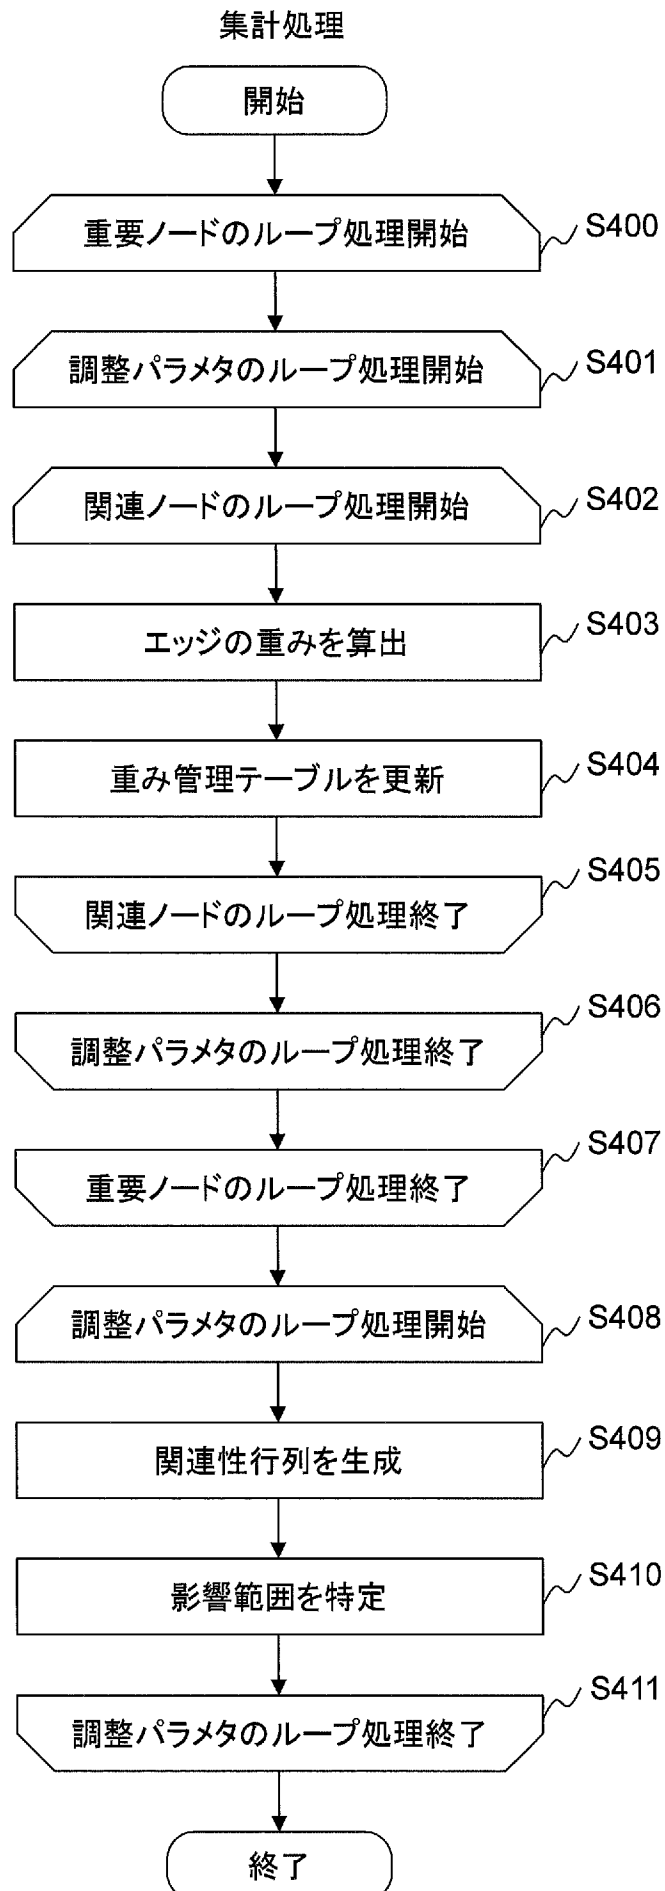 集計処理
開始
重要ノードのループ処理開始
S400
調整パラメタのループ処理開始
S401
関連ノードのループ処理開始
S402
エッジの重みを算出
S403
重み管理テーブルを更新
S404
関連ノードのループ処理終了
S405
調整パラメタのループ処理終了
S406
重要ノードのループ処理終了
S407
調整パラメタのループ処理開始
S408
関連性行列を生成
S409
影響範囲を特定
S410
調整パラメタのループ処理終了
S411
終了